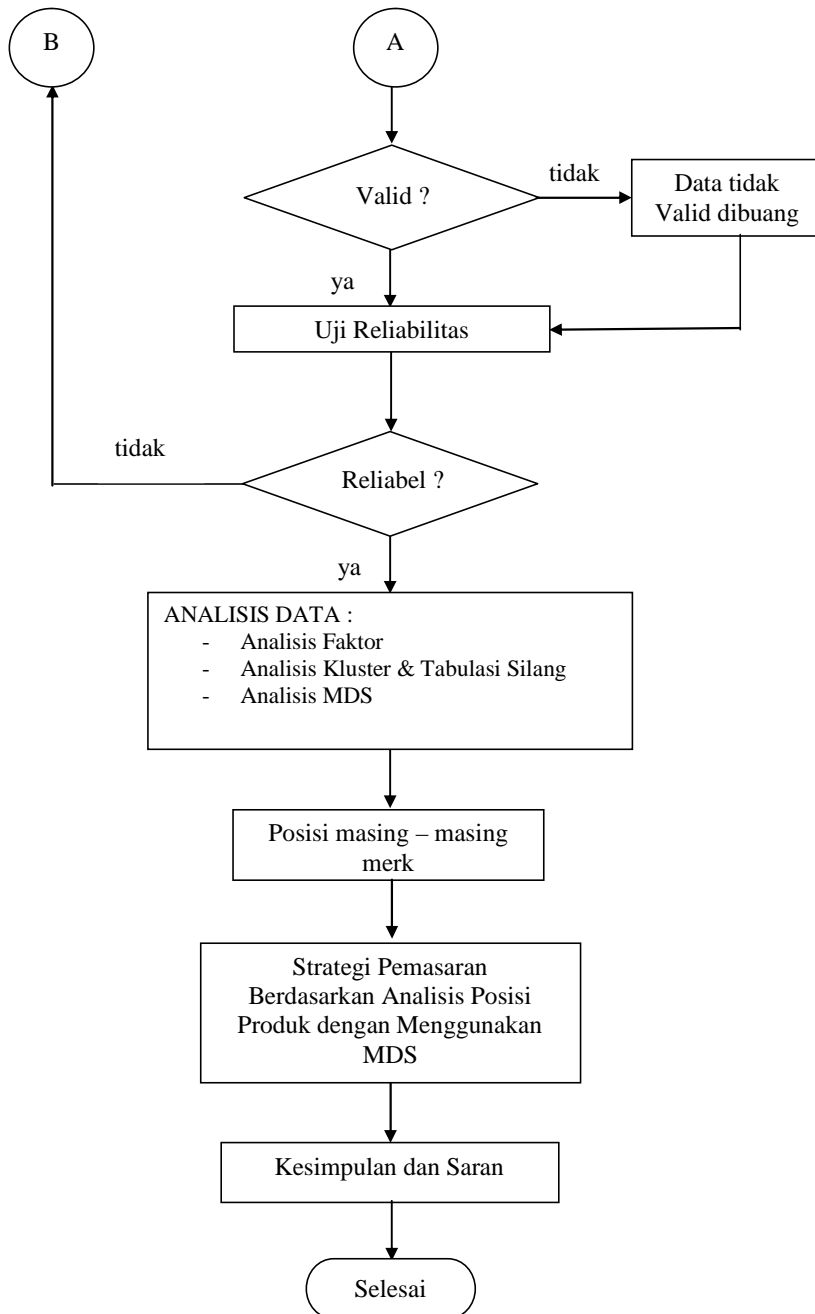 B
A
Valid ?
tidak
Data tidak
Valid dibuang
ya
Uji Reliabilitas
tidak
Reliabel ?
ya
ANALISIS DATA :
- Analisis Faktor
- Analisis Kluster & Tabulasi Silang
- Analisis MDS
Posisi masing – masing
merk
Strategi Pemasaran
Berdasarkan Analisis Posisi
Produk dengan Menggunakan
MDS
Kesimpulan dan Saran
Selesai